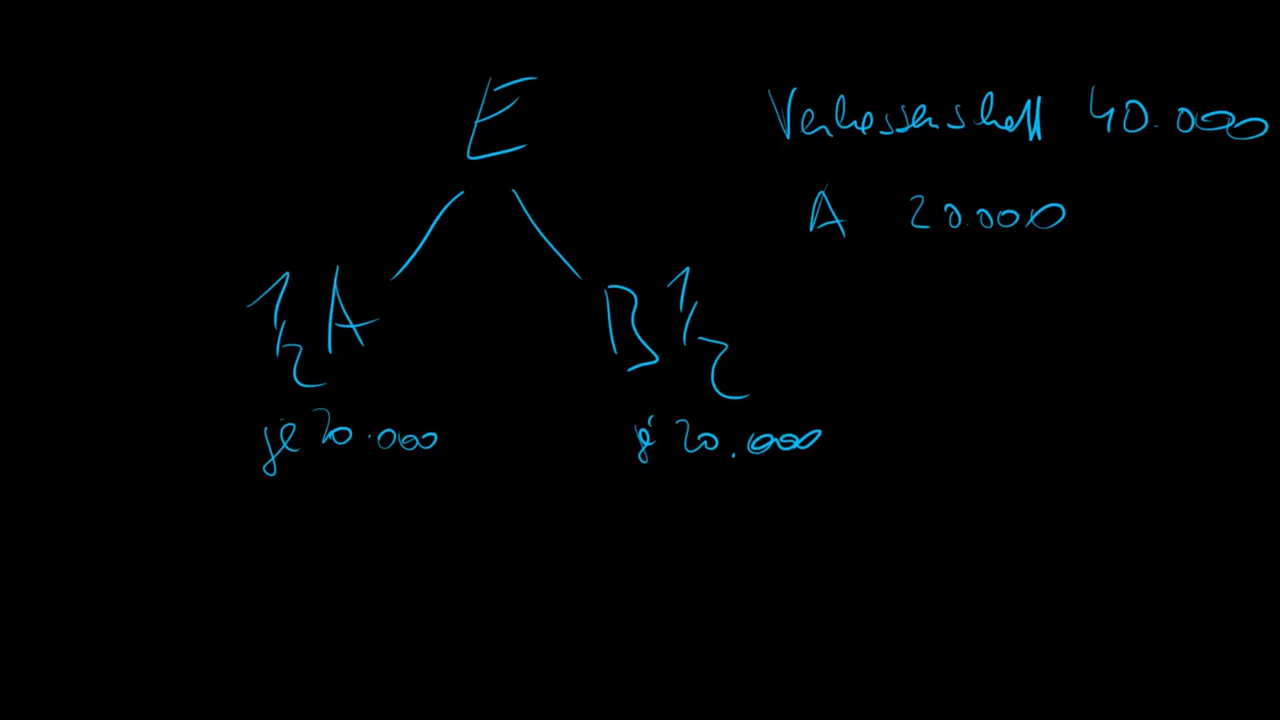 E
Verlassenschaft 40.000
A 20.000
1/2 A
B 1/2
je 20.000
je 20.000